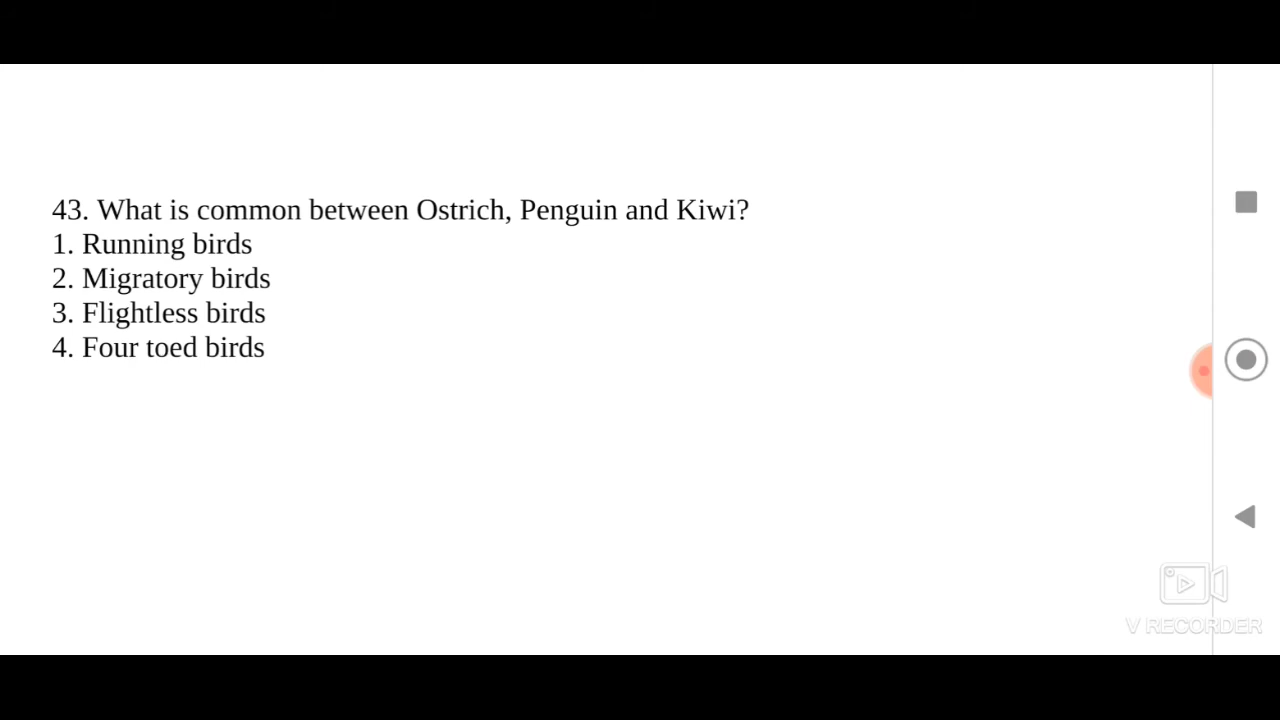 43. What is common between Ostrich, Penguin and Kiwi?
1. Running birds
2. Migratory birds
3. Flightless birds
4. Four toed birds
V RECORDER